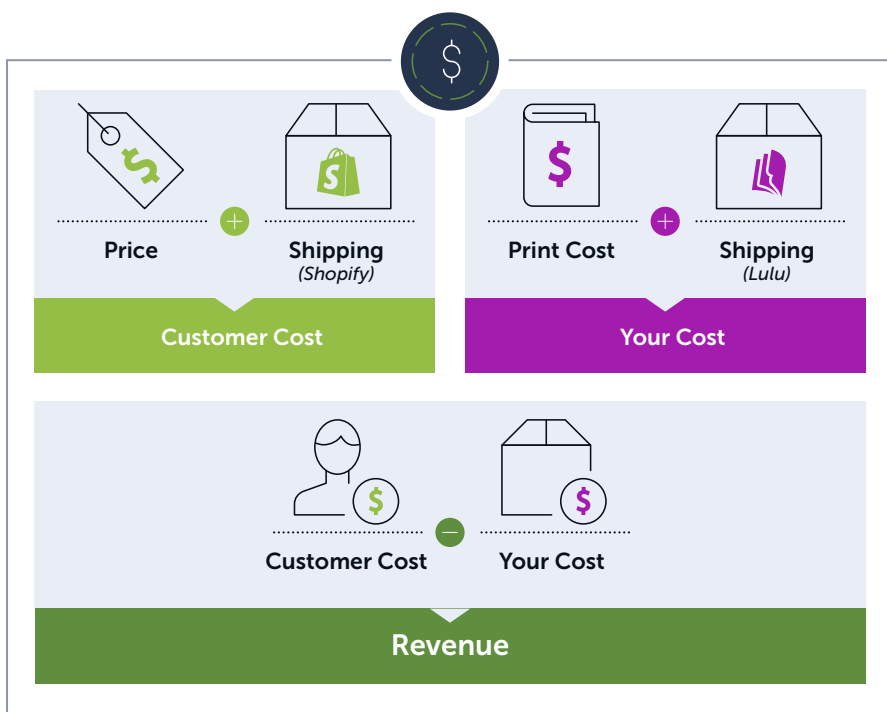 $
$
S
$
Price
+
Shipping
(Shopify)
Print Cost
+
Shipping
(Lulu)
Customer Cost
Your Cost
$
$
Customer Cost
−
Your Cost
Revenue